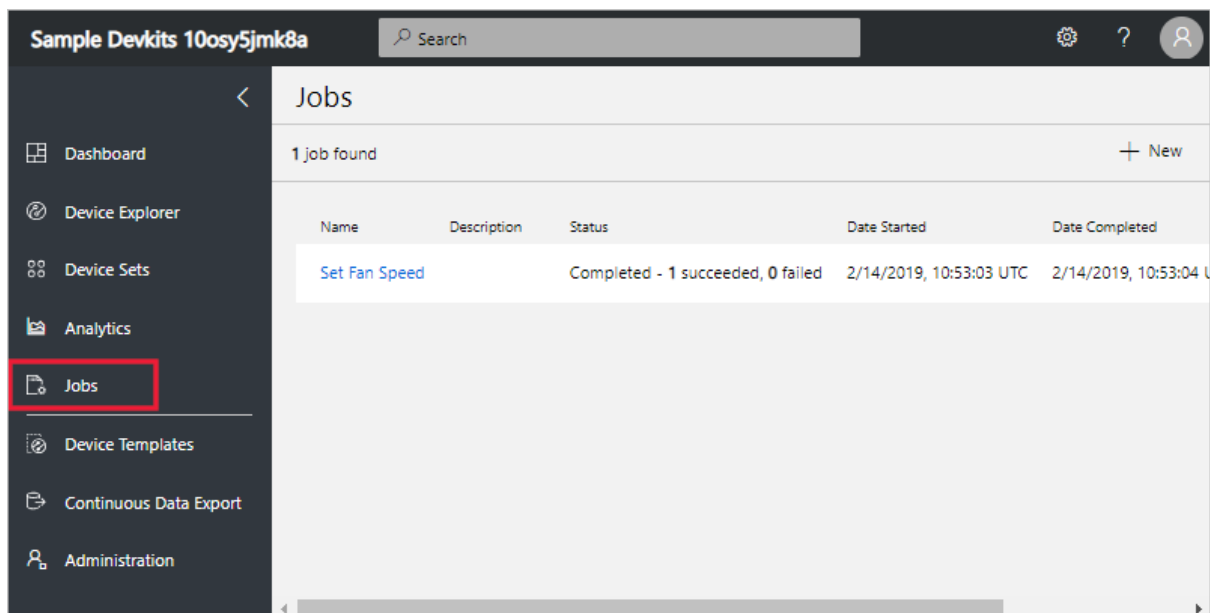 Sample Devkits 10osy5jmk8a
Search
?
Jobs
1 job found
New
Dashboard
Device Explorer
Device Sets
Analytics
Jobs
Device Templates
Continuous Data Export
Administration
Name Description Status Date Started Date Completed
Set Fan Speed Completed - 1 succeeded, 0 failed 2/14/2019, 10:53:03 UTC 2/14/2019, 10:53:04